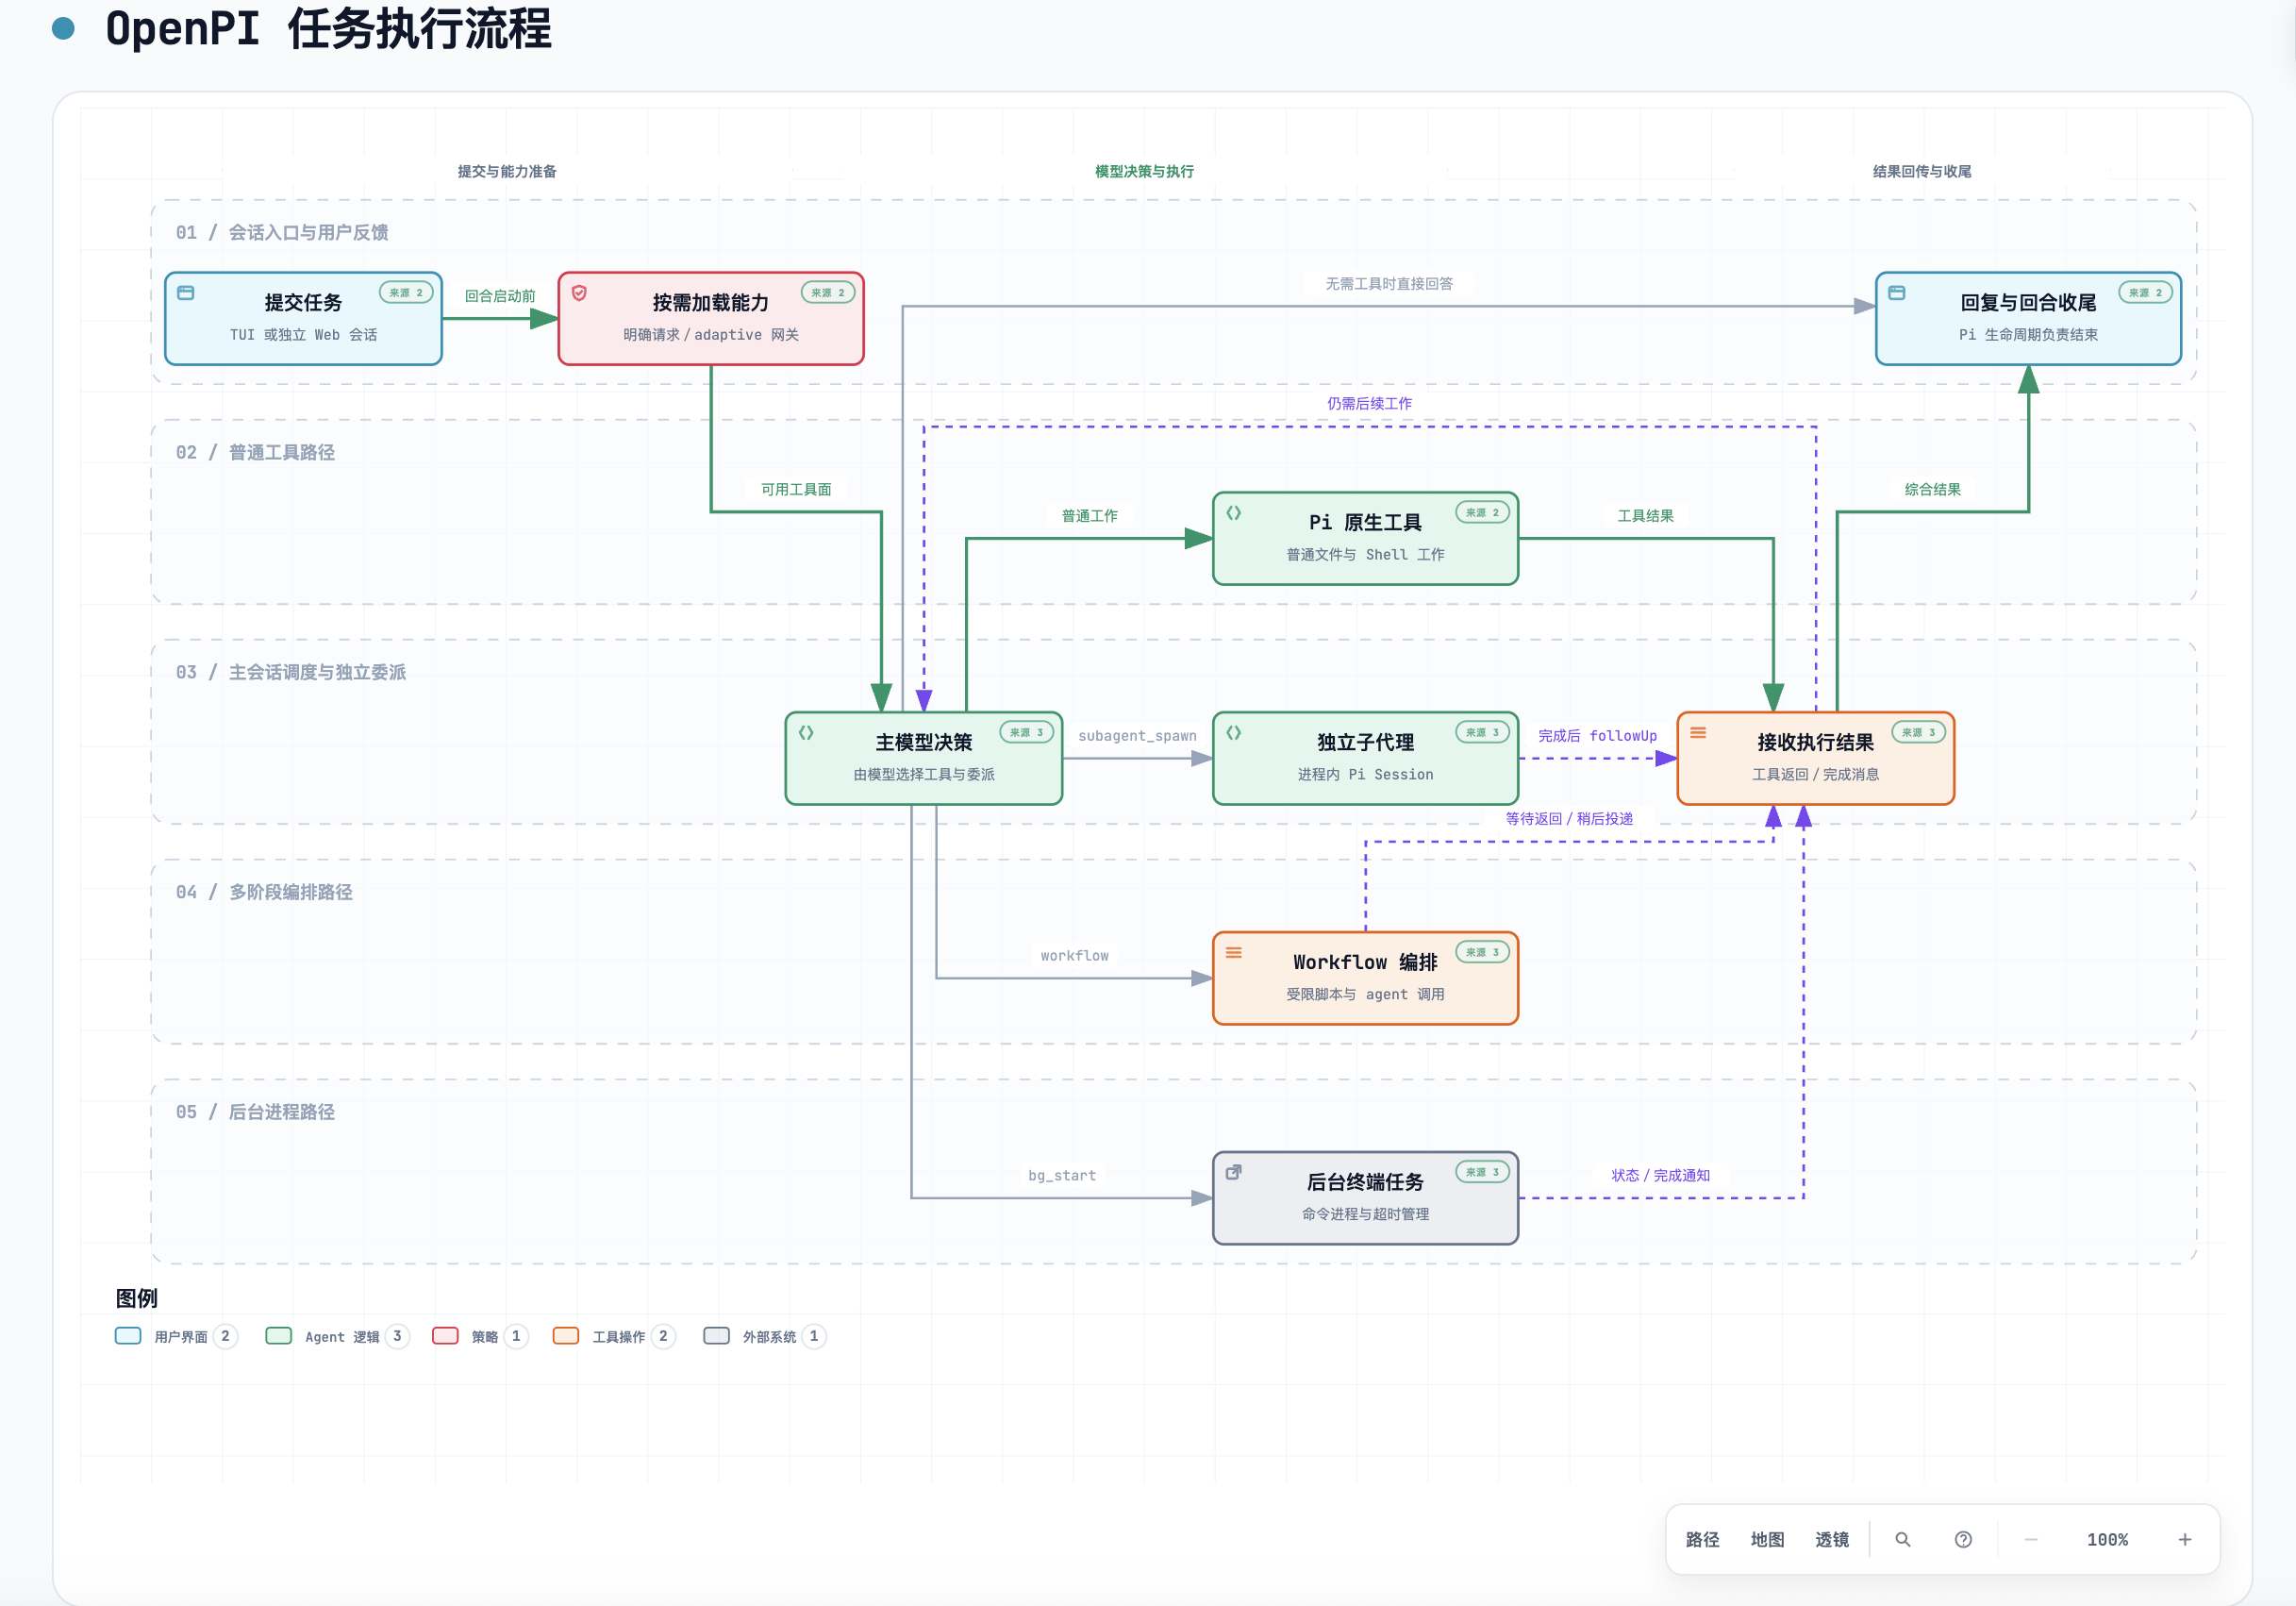 OpenPI 任务执行流程
提交与能力准备
模型决策与执行
结果回传与收尾
01 / 会话入口与用户反馈
提交任务
来源 2
TUI 或独立 Web 会话
回合启动前
按需加载能力
来源 2
明确请求 / adaptive 网关
无需工具时直接回答
回复与回合收尾
来源 2
Pi 生命周期负责结束
仍需后续工作
02 / 普通工具路径
可用工具面
普通工作
Pi 原生工具
来源 2
普通文件与 Shell 工作
工具结果
综合结果
03 / 主会话调度与独立委派
主模型决策
来源 3
由模型选择工具与委派
subagent_spawn
独立子代理
来源 3
进程内 Pi Session
完成后 followUp
接收执行结果
来源 3
工具返回 / 完成消息
等待返回 / 稍后投递
04 / 多阶段编排路径
workflow
Workflow 编排
来源 3
受限脚本与 agent 调用
05 / 后台进程路径
bg_start
后台终端任务
来源 3
命令进程与超时管理
状态 / 完成通知
图例
用户界面 2 Agent 逻辑 3 策略 1 工具操作 2 外部系统 1
路径 地图 透镜 100%